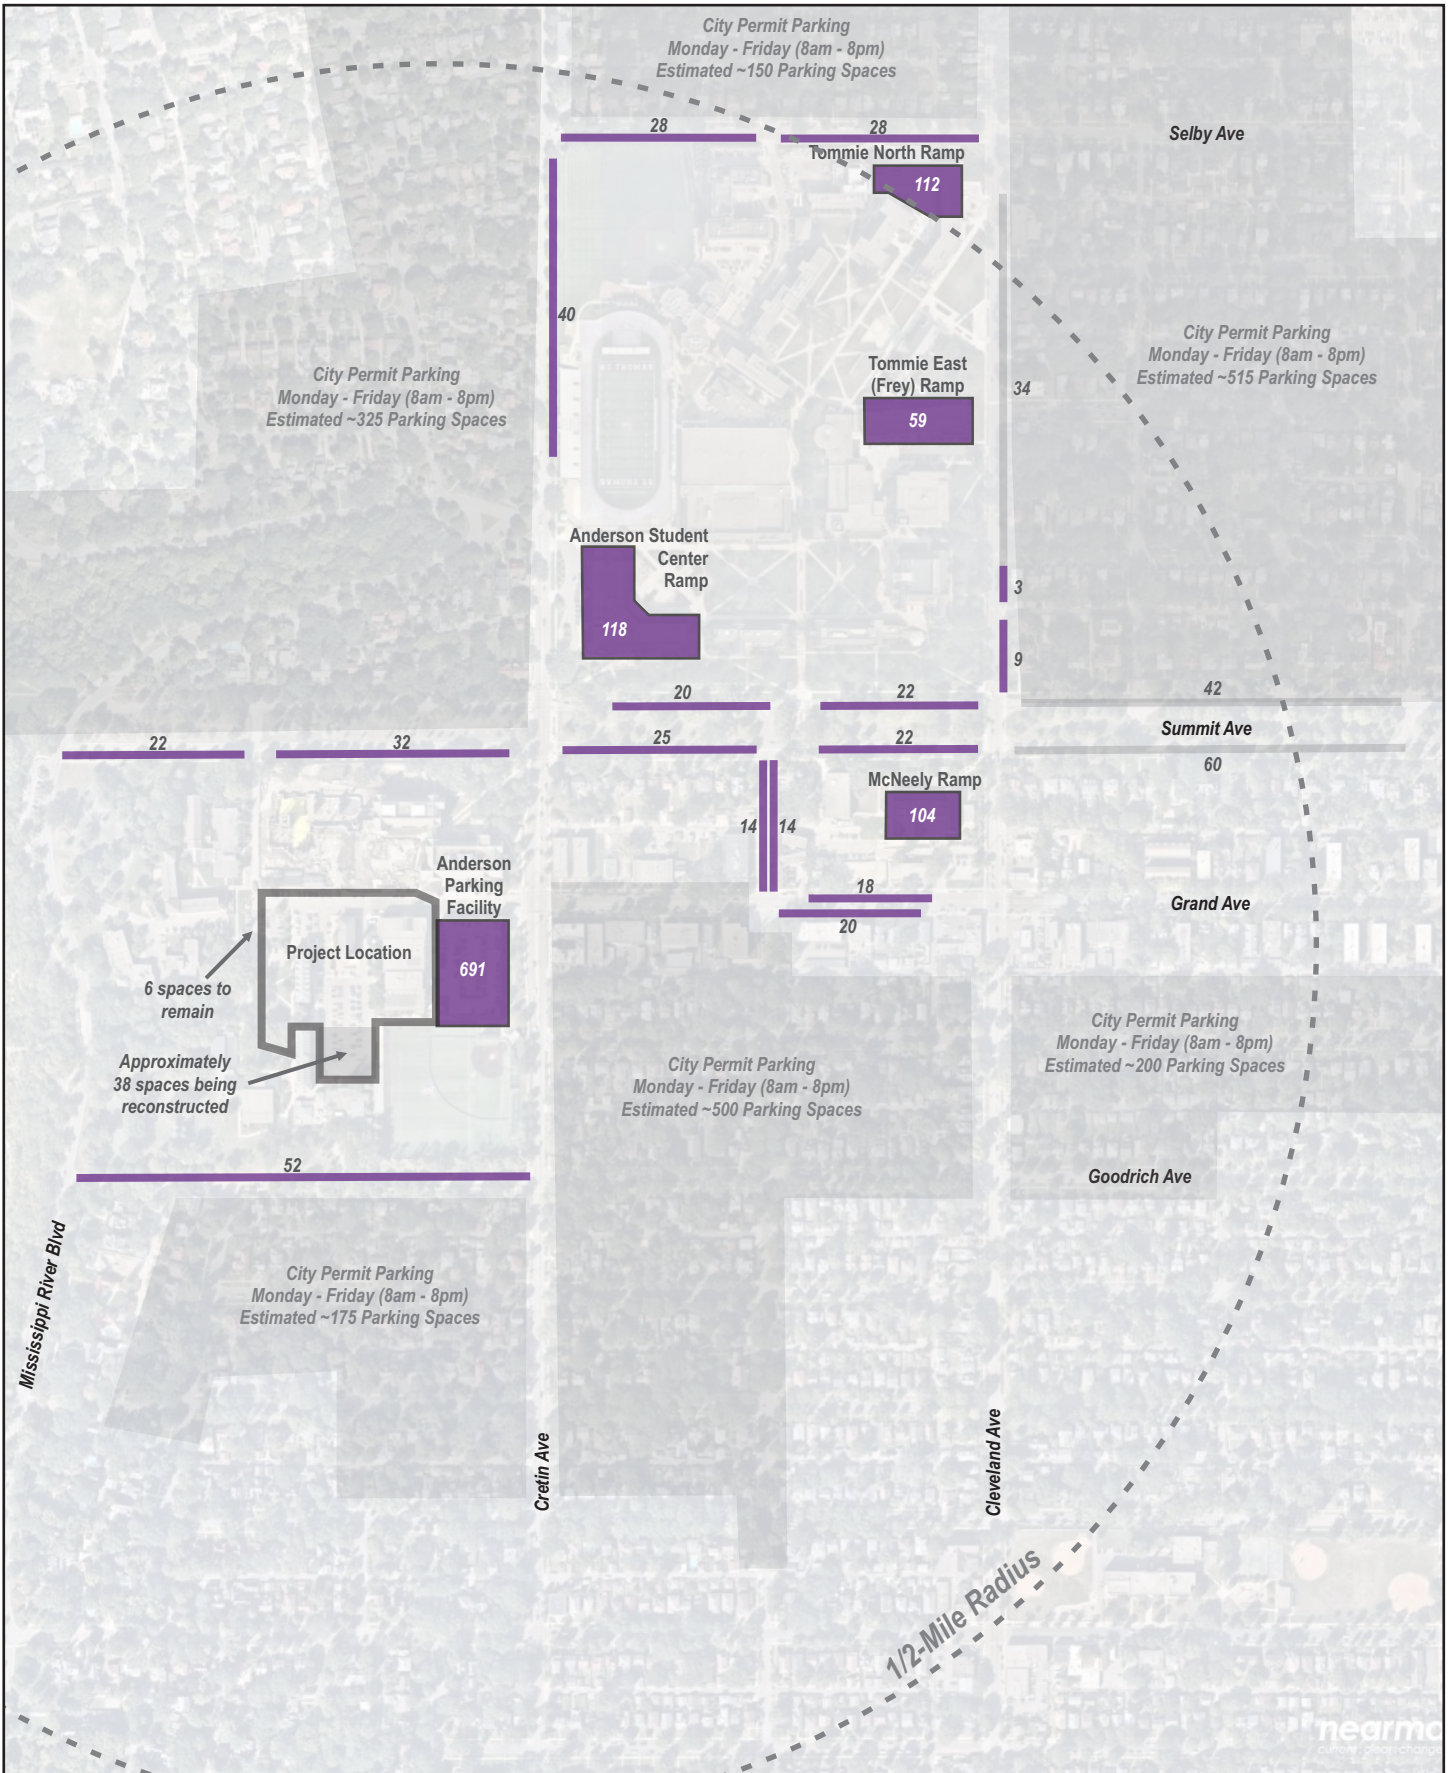 City Permit Parking
Monday - Friday (8am - 8pm)
Estimated ~150 Parking Spaces
28
28
Selby Ave
Tommie North Ramp
112
40
City Permit Parking
Monday - Friday (8am - 8pm)
Estimated ~515 Parking Spaces
Tommie East
(Frey) Ramp
59
34
City Permit Parking
Monday - Friday (8am - 8pm)
Estimated ~325 Parking Spaces
Anderson Student
Center
Ramp
118
3
9
20
22
42
Summit Ave
22
32
25
22
60
McNeely Ramp
104
14
14
Anderson
Parking
Facility
691
18
20
Grand Ave
Project Location
6 spaces to
remain
Approximately
38 spaces being
reconstructed
City Permit Parking
Monday - Friday (8am - 8pm)
Estimated ~500 Parking Spaces
City Permit Parking
Monday - Friday (8am - 8pm)
Estimated ~200 Parking Spaces
52
Goodrich Ave
Mississippi River Blvd
City Permit Parking
Monday - Friday (8am - 8pm)
Estimated ~175 Parking Spaces
Cretin Ave
Cleveland Ave
1/2-Mile Radius
nearma